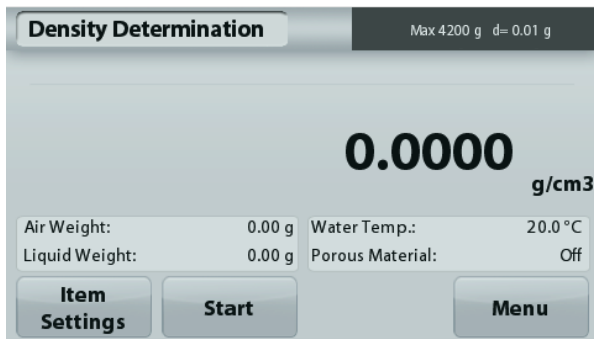 Density Determination
Max 4200 g d= 0.01 g
0.0000
g/cm3
Air Weight: 0.00 g
Liquid Weight: 0.00 g
Water Temp.: 20.0 °C
Porous Material: Off
Item
Settings
Start
Menu